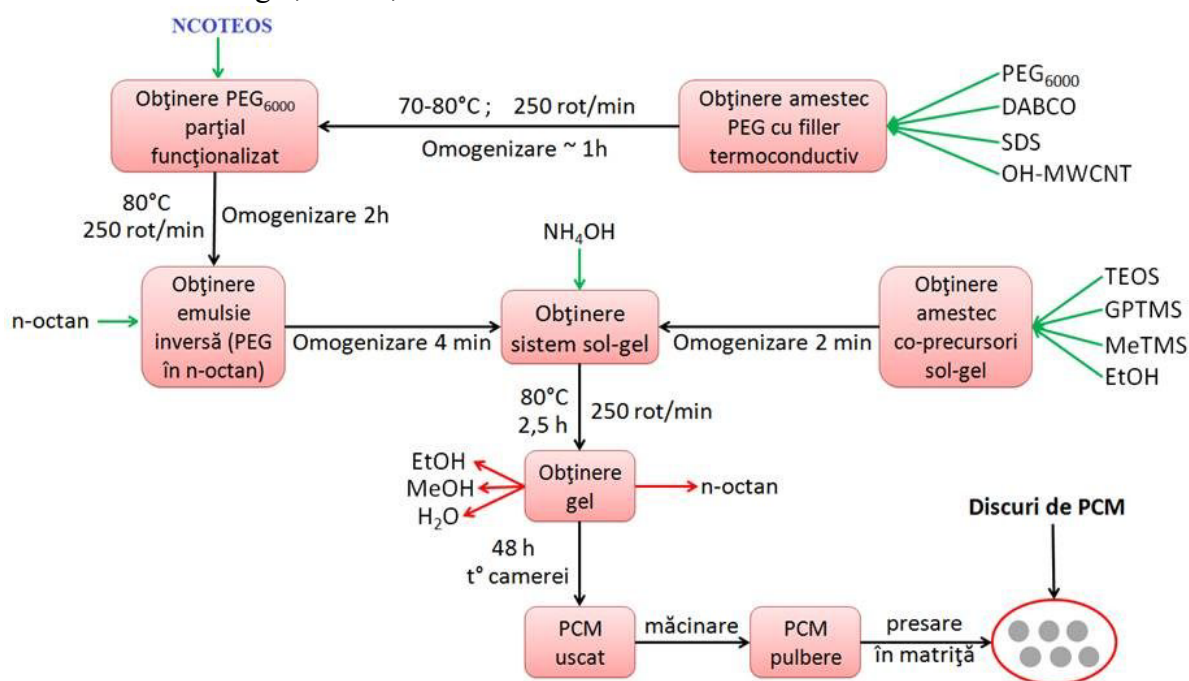 NCOTEOS
Obţinere PEG6000
parţial
funcţionalizat
70-80°C ; 250 rot/min
Omogenizare ~ 1h
Obţinere amestec
PEG cu filler
termoconductiv
PEG6000
DABCO
SDS
OH-MWCNT
80°C
250 rot/min
Omogenizare 2h
n-octan
Obţinere
emulsie
inversă (PEG
în n-octan)
Omogenizare 4 min
NH4OH
Obţinere
sistem sol-gel
Omogenizare 2 min
Obţinere
amestec
co-precursori
sol-gel
TEOS
GPTMS
MeTMS
EtOH
80°C
2,5 h
250 rot/min
EtOH
MeOH
H2O
Obţinere
gel
n-octan
48 h
t° camerei
PCM
uscat
măcinare
PCM
pulbere
presare
în matriţă
Discuri de PCM